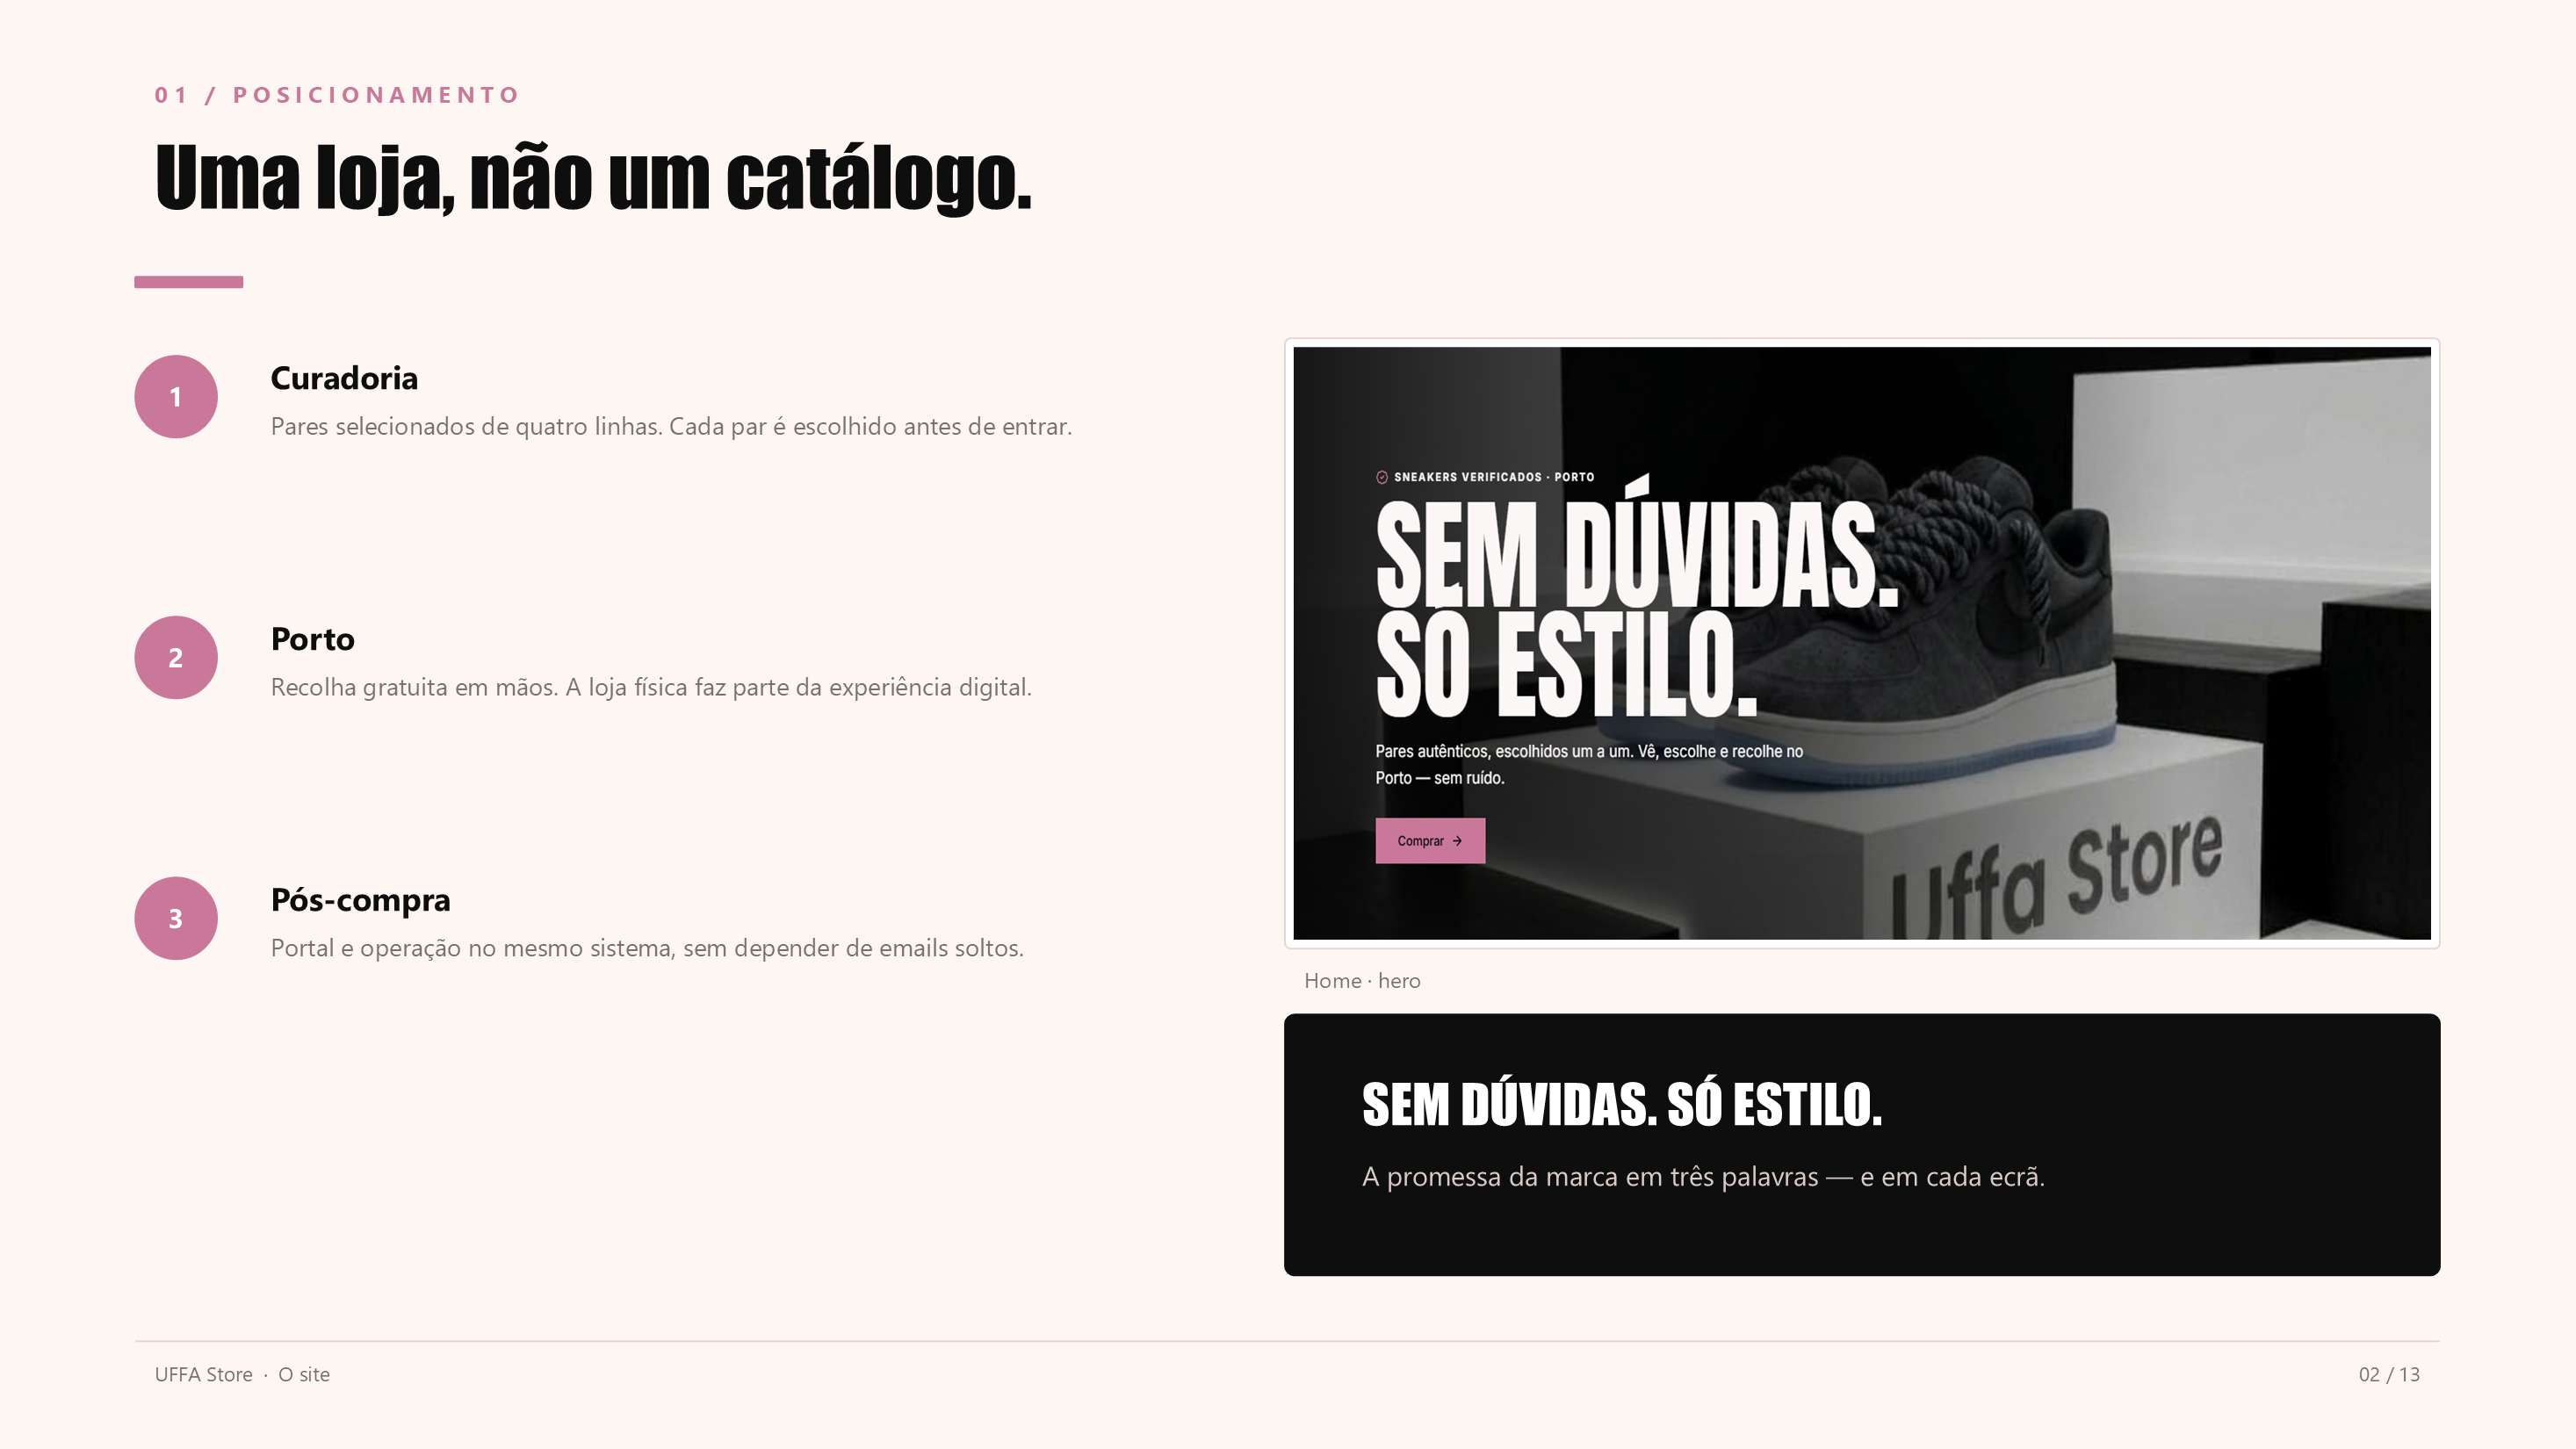 01 / POSICIONAMENTO
Uma loja, não um catálogo.
1
Curadoria
Pares selecionados de quatro linhas. Cada par é escolhido antes de entrar.
2
Porto
Recolha gratuita em mãos. A loja física faz parte da experiência digital.
3
Pós-compra
Portal e operação no mesmo sistema, sem depender de emails soltos.
SNEAKERS VERIFICADOS · PORTO
SEM DÚVIDAS.
SÓ ESTILO.
Pares autênticos, escolhidos um a um. Vê, escolhe e recolhe no
Porto — sem ruído.
Comprar →
Uffa Store
Home · hero
SEM DÚVIDAS. SÓ ESTILO.
A promessa da marca em três palavras — e em cada ecrã.
UFFA Store · O site
02 / 13